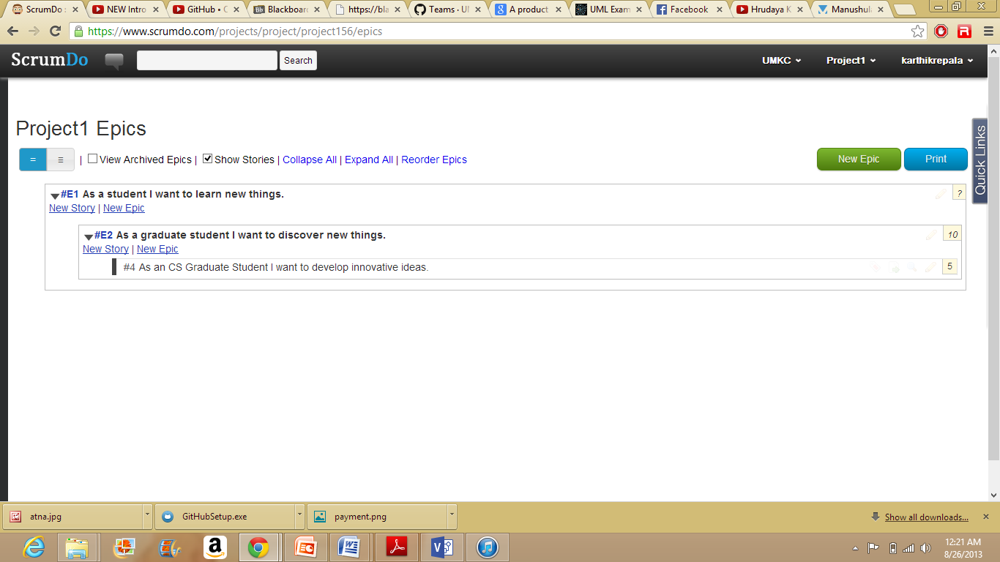 ScrumDo
NEW Intro
GitHub •
Blackboard
https://bla
Teams · U
A product
UML Exam
Facebook
Hrudaya K
Manushula
https://www.scrumdo.com/projects/project/project156/epics
ScrumDo
Search
UMKC
Project1
karthikrepala
Project1 Epics
| View Archived Epics | Show Stories | Collapse All | Expand All | Reorder Epics
New Epic
Print
Quick Links
#E1 As a student I want to learn new things.
?
New Story | New Epic
#E2 As a graduate student I want to discover new things.
10
New Story | New Epic
#4 As an CS Graduate Student I want to develop innovative ideas.
5
atna.jpg
GitHubSetup.exe
payment.png
Show all downloads...
12:21 AM
8/26/2013